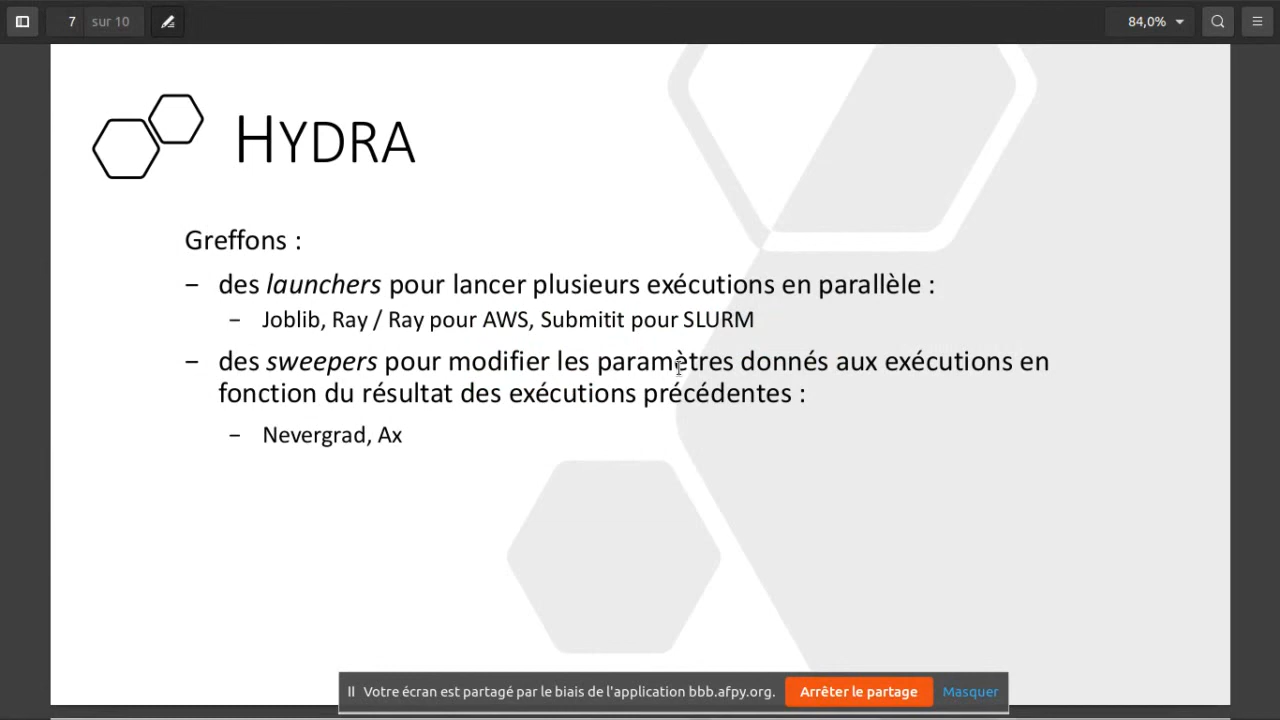 7 sur 10
84,0%
HYDRA
Greffons :
– des launchers pour lancer plusieurs exécutions en parallèle :
– Joblib, Ray / Ray pour AWS, Submitit pour SLURM
– des sweepers pour modifier les paramètres donnés aux exécutions en
fonction du résultat des exécutions précédentes :
– Nevergrad, Ax
Votre écran est partagé par le biais de l'application bbb.afpy.org.
Arrêter le partage
Masquer